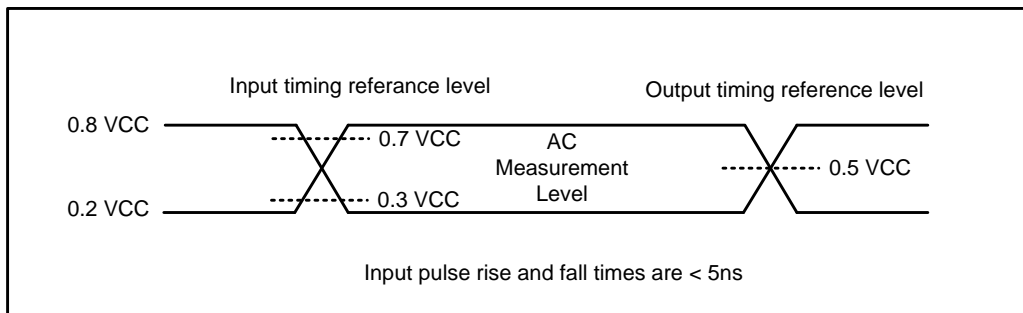 Input timing referance level
Output timing reference level
0.8 VCC
0.7 VCC
AC
Measurement
Level
0.5 VCC
0.3 VCC
0.2 VCC
Input pulse rise and fall times are < 5ns